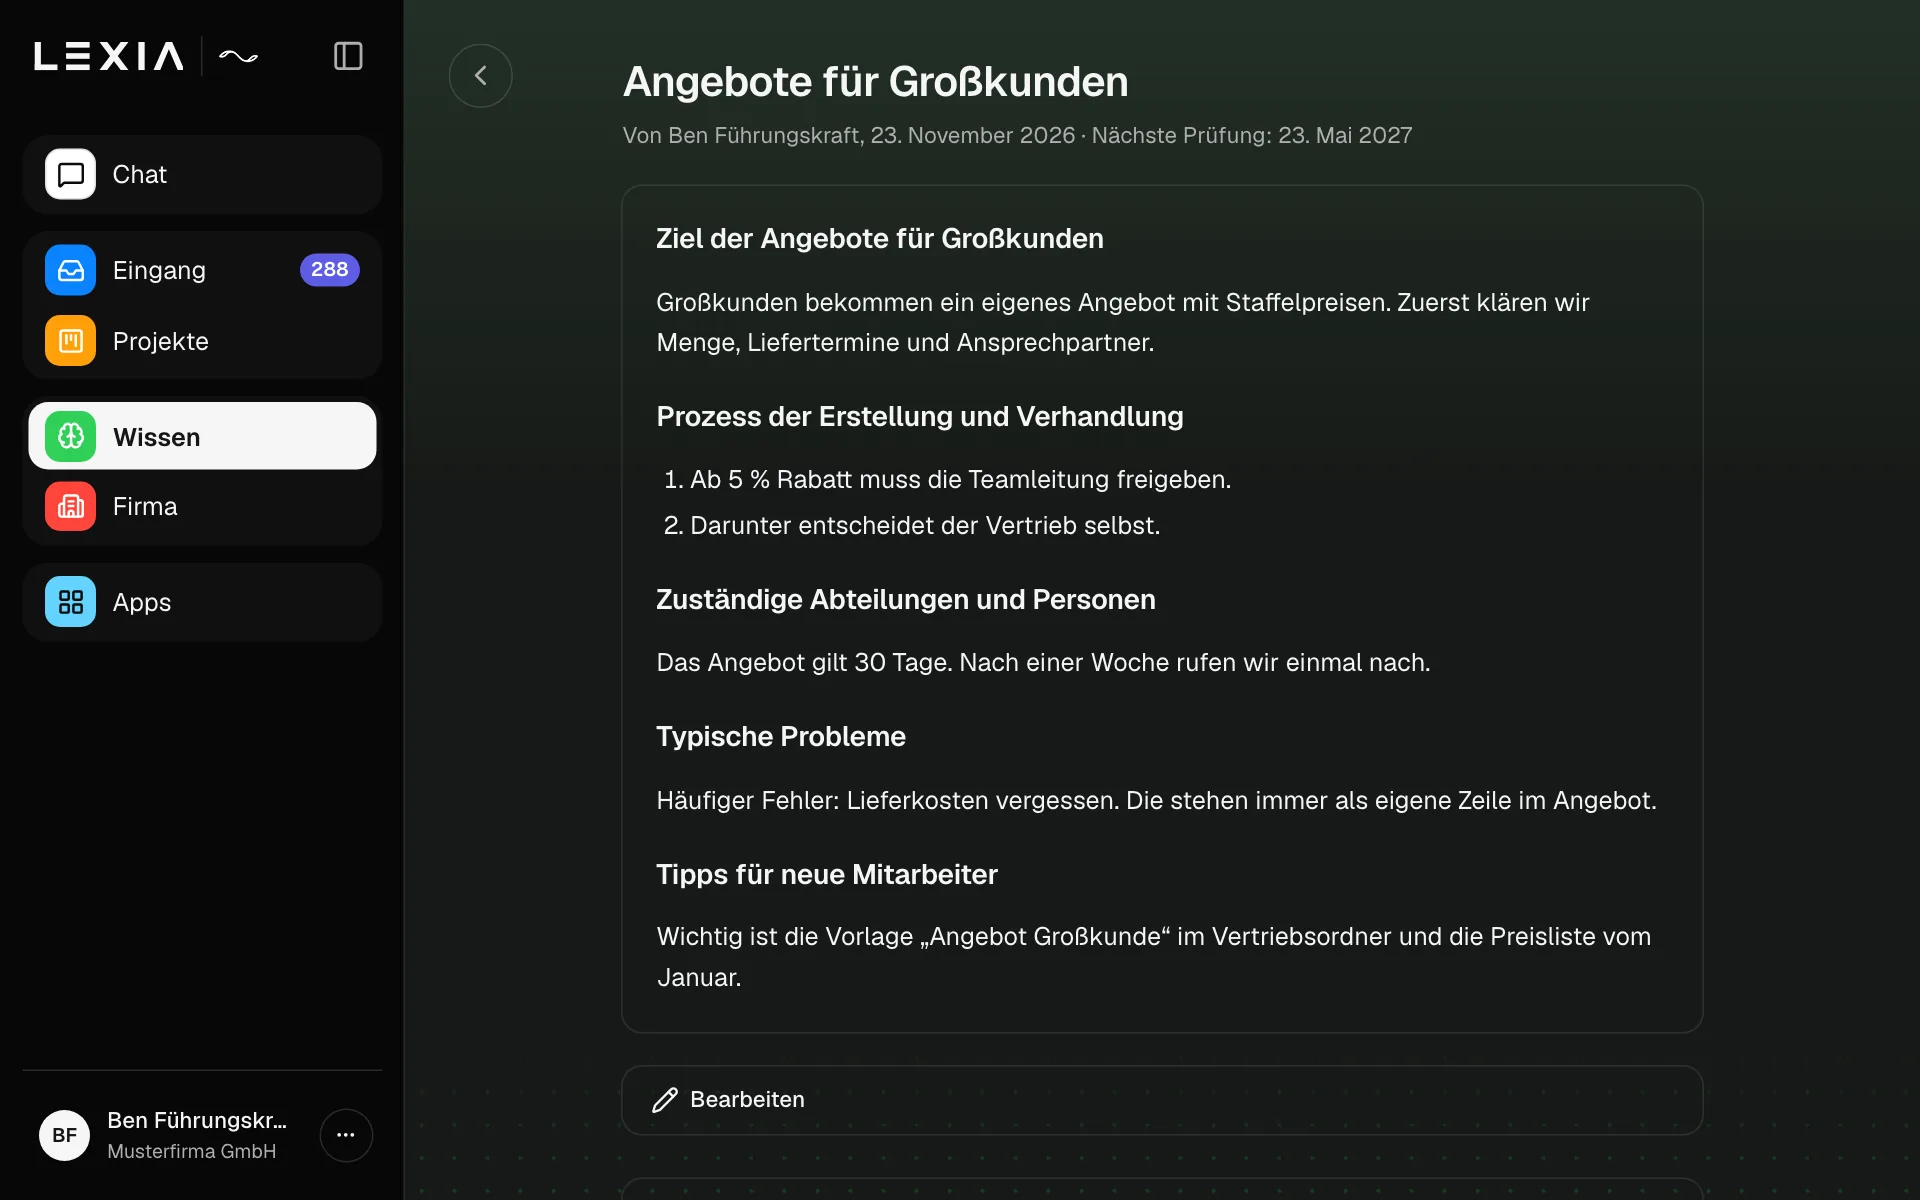 LEXIA
Chat
Eingang
288
Projekte
Wissen
Firma
Apps
BF
Ben Führungskr...
Musterfirma GmbH
Angebote für Großkunden
Von Ben Führungskraft, 23. November 2026 · Nächste Prüfung: 23. Mai 2027
Ziel der Angebote für Großkunden
Großkunden bekommen ein eigenes Angebot mit Staffelpreisen. Zuerst klären wir
Menge, Liefertermine und Ansprechpartner.
Prozess der Erstellung und Verhandlung
1. Ab 5 % Rabatt muss die Teamleitung freigeben.
2. Darunter entscheidet der Vertrieb selbst.
Zuständige Abteilungen und Personen
Das Angebot gilt 30 Tage. Nach einer Woche rufen wir einmal nach.
Typische Probleme
Häufiger Fehler: Lieferkosten vergessen. Die stehen immer als eigene Zeile im Angebot.
Tipps für neue Mitarbeiter
Wichtig ist die Vorlage „Angebot Großkunde“ im Vertriebsordner und die Preisliste vom
Januar.
Bearbeiten